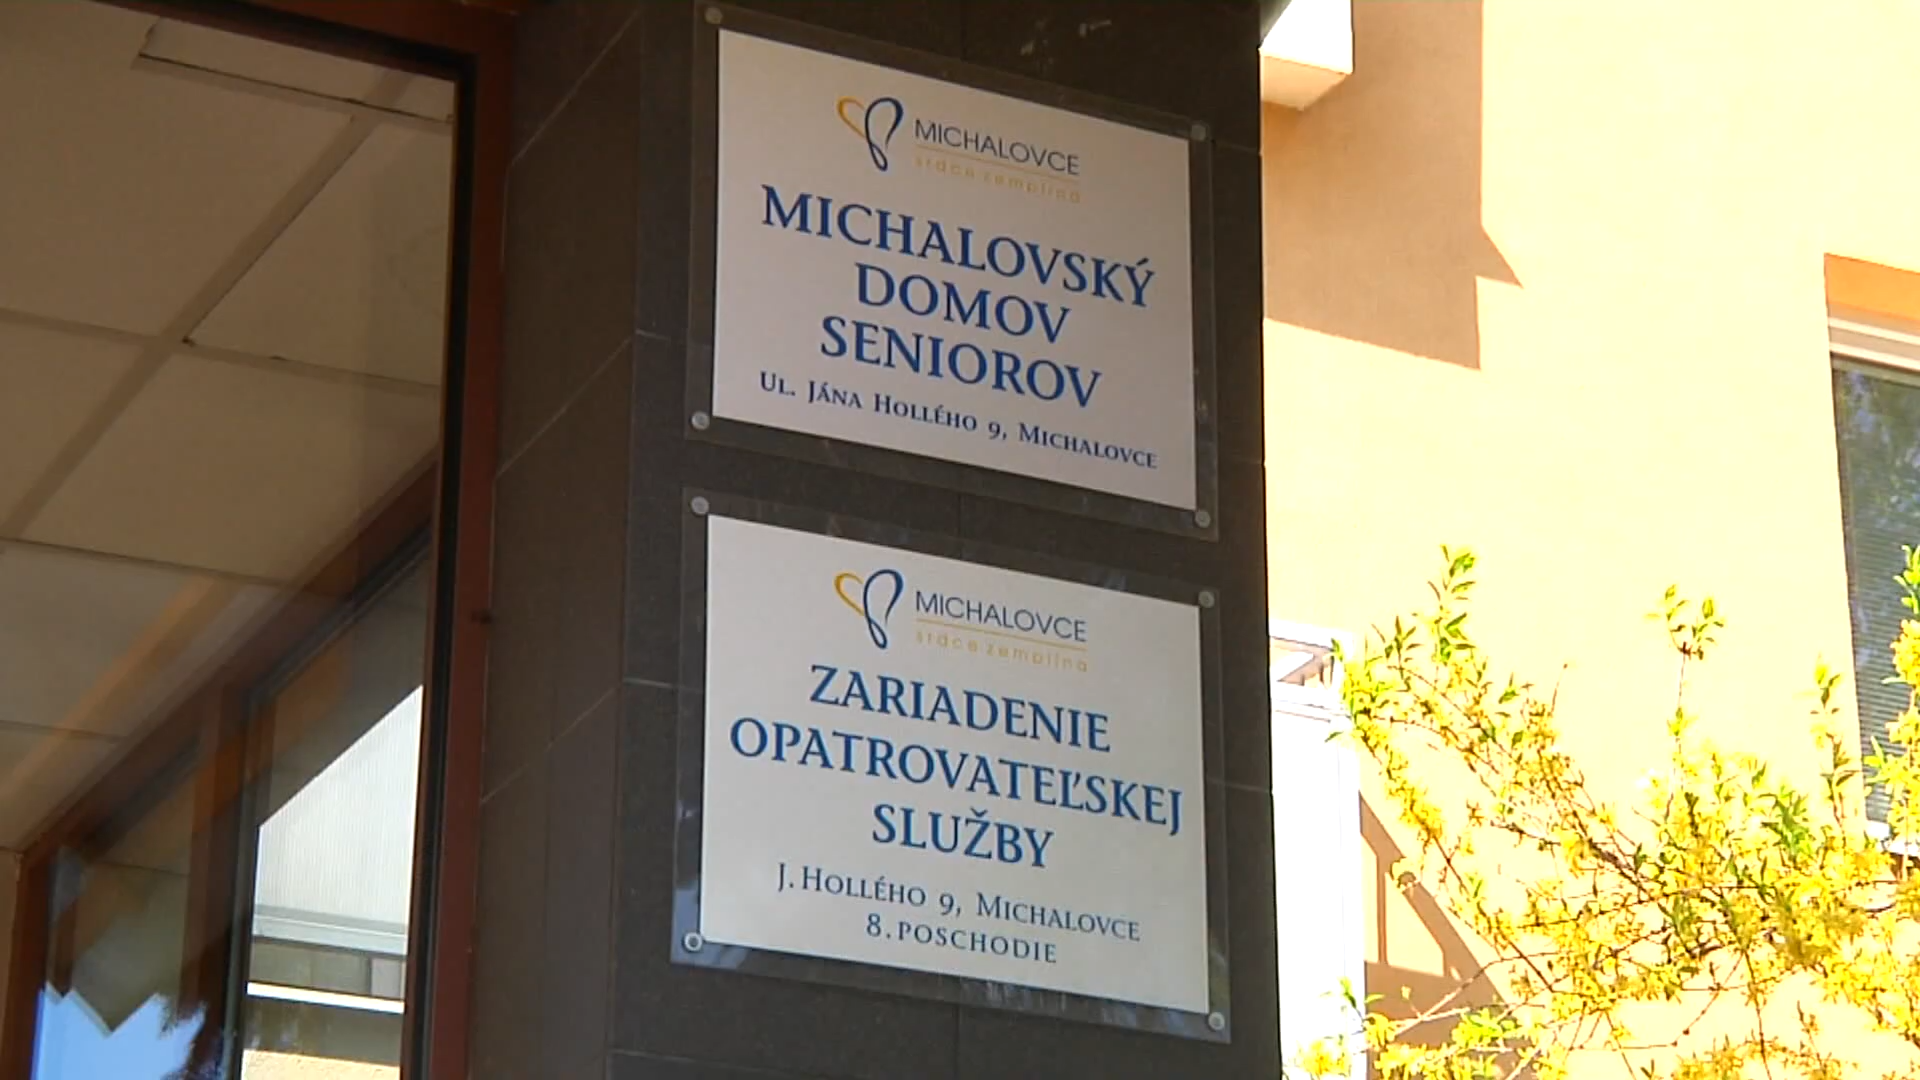 MICHALOVCE
srdce zemplína
MICHALOVSKÝ
DOMOV
SENIOROV
UL. JÁNA HOLLÉHO 9, MICHALOVCE
MICHALOVCE
srdce zemplína
ZARIADENIE
OPATROVATEĽSKEJ
SLUŽBY
J. HOLLÉHO 9, MICHALOVCE
8. POSCHODIE